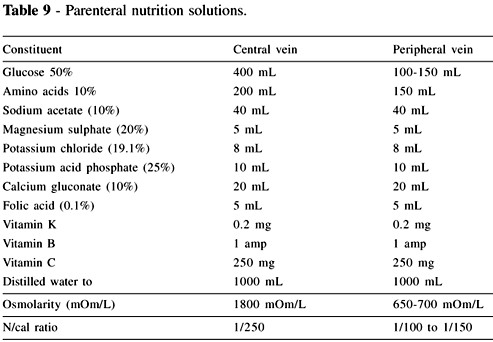 Table 9 - Parenteral nutrition solutions.
Constituent Central vein Peripheral vein
Glucose 50% 400 mL 100-150 mL
Amino acids 10% 200 mL 150 mL
Sodium acetate (10%) 40 mL 40 mL
Magnesium sulphate (20%) 5 mL 5 mL
Potassium chloride (19.1%) 8 mL 8 mL
Potassium acid phosphate (25%) 10 mL 10 mL
Calcium gluconate (10%) 20 mL 20 mL
Folic acid (0.1%) 5 mL 5 mL
Vitamin K 0.2 mg 0.2 mg
Vitamin B 1 amp 1 amp
Vitamin C 250 mg 250 mg
Distilled water to 1000 mL 1000 mL
Osmolarity (mOm/L) 1800 mOm/L 650-700 mOm/L
N/cal ratio 1/250 1/100 to 1/150